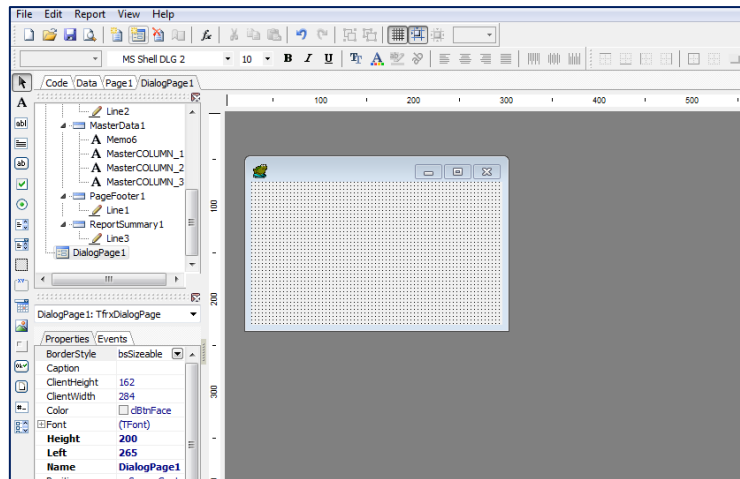 File Edit Report View Help
MS Shell DLG 2 10 B I U
Code Data Page1 DialogPage1
100 200 300 400 500
Line2
MasterData1
Memo6
MasterCOLUMN_1
MasterCOLUMN_2
MasterCOLUMN_3
PageFooter1
Line1
ReportSummary1
Line3
DialogPage1
100
200
300
DialogPage1: TfrxDialogPage
Properties Events
BorderStyle bsSizeable
Caption
ClientHeight 162
ClientWidth 284
Color clBtnFace
Font (TFont)
Height 200
Left 265
Name DialogPage1